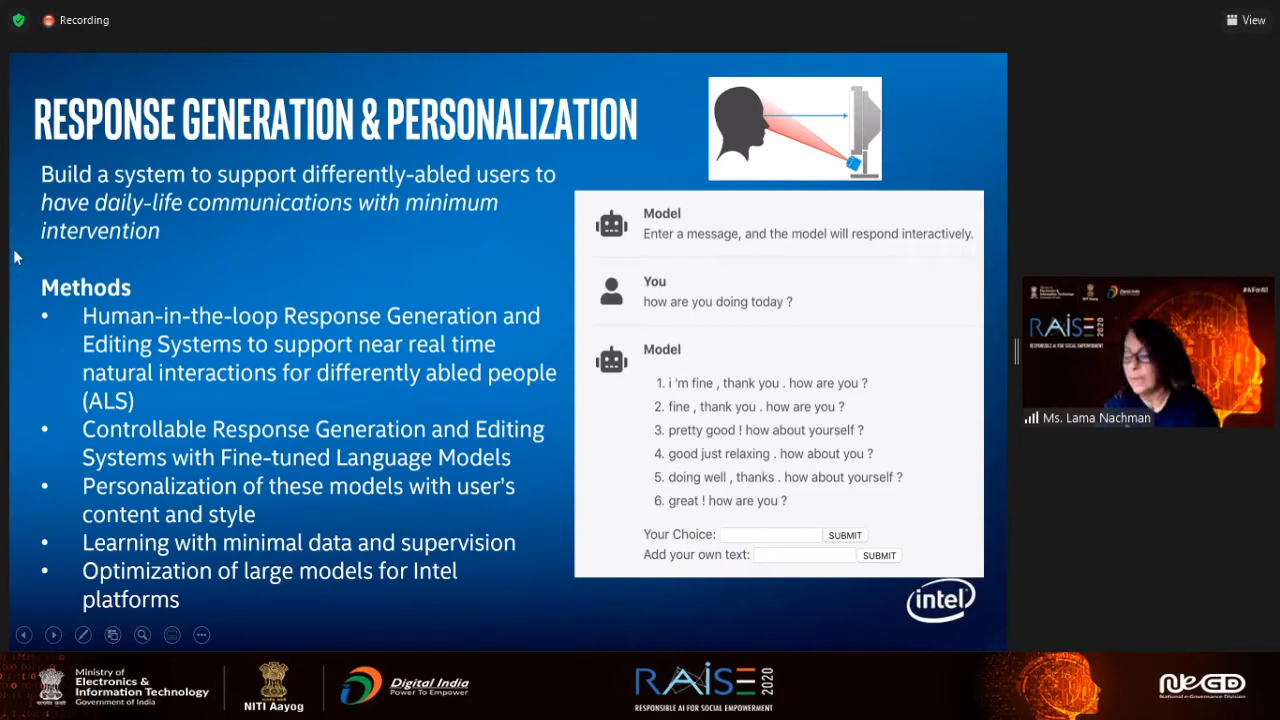 Recording
View
RESPONSE GENERATION & PERSONALIZATION
Build a system to support differently-abled users to
have daily-life communications with minimum
intervention
Methods
• Human-in-the-loop Response Generation and
Editing Systems to support near real time
natural interactions for differently abled people
(ALS)
• Controllable Response Generation and Editing
Systems with Fine-tuned Language Models
• Personalization of these models with user's
content and style
• Learning with minimal data and supervision
• Optimization of large models for Intel
platforms
Model
Enter a message, and the model will respond interactively.
You
how are you doing today ?
Model
1. i 'm fine , thank you . how are you ?
2. fine , thank you . how are you ?
3. pretty good ! how about yourself ?
4. good just relaxing . how about you ?
5. doing well , thanks . how about yourself ?
6. great ! how are you ?
Your Choice: SUBMIT
Add your own text: SUBMIT
intel
Digital India
#AIForAll
RAISE 2020
RESPONSIBLE AI FOR SOCIAL EMPOWERMENT
Ms. Lama Nachman
Ministry of
Electronics &
Information Technology
Government of India
NITI Aayog
Digital India
Power To Empower
RAISE 2020
RESPONSIBLE AI FOR SOCIAL EMPOWERMENT
NeGD
National e-Governance Division